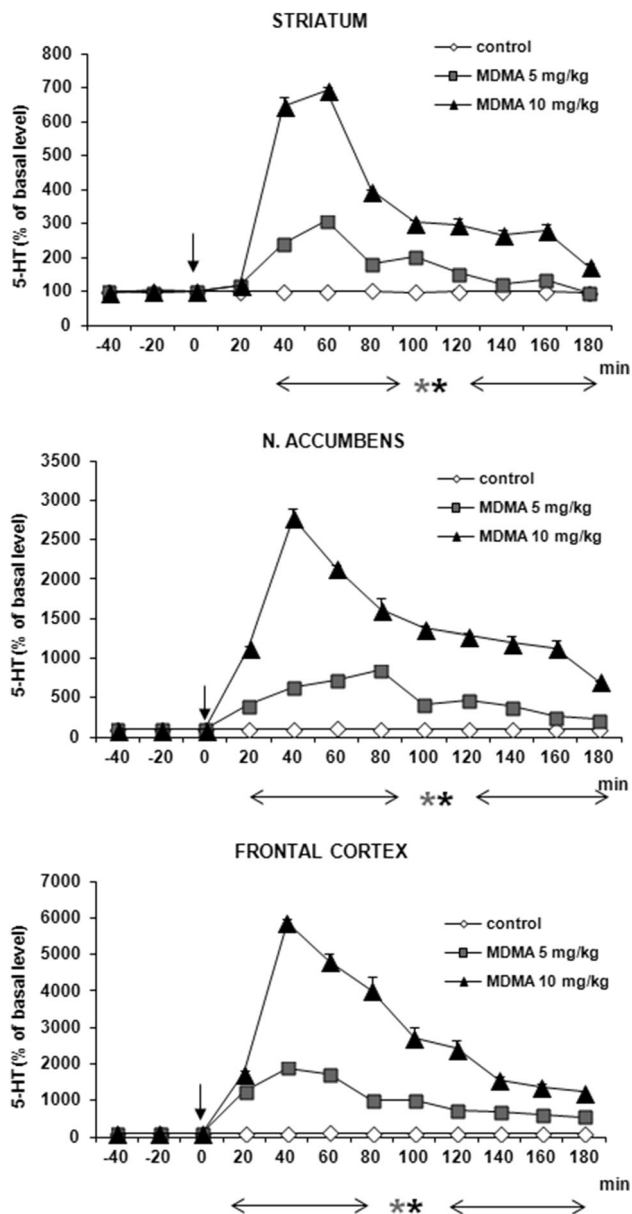 STRIATUM
5-HT (% of basal level)
800
700
600
500
400
300
200
100
0
control
MDMA 5 mg/kg
MDMA 10 mg/kg
-40 -20 0 20 40 60 80 100 120 140 160 180
min
**
N. ACCUMBENS
5-HT (% of basal level)
3500
3000
2500
2000
1500
1000
500
0
control
MDMA 5 mg/kg
MDMA 10 mg/kg
-40 -20 0 20 40 60 80 100 120 140 160 180
min
**
FRONTAL CORTEX
5-HT (% of basal level)
7000
6000
5000
4000
3000
2000
1000
0
control
MDMA 5 mg/kg
MDMA 10 mg/kg
-40 -20 0 20 40 60 80 100 120 140 160 180
min
**